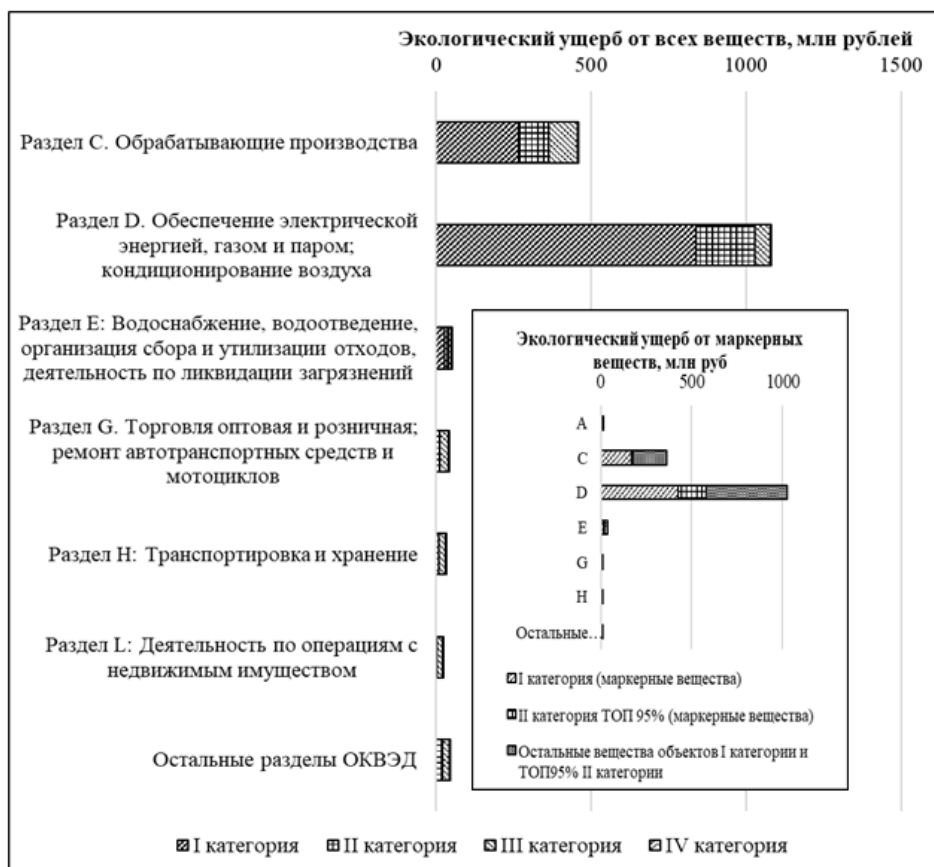 Экологический ущерб от всех веществ, млн рублей
0 500 1000 1500
Раздел C. Обрабатывающие производства
Раздел D. Обеспечение электрической
энергией, газом и паром;
кондиционирование воздуха
Раздел E: Водоснабжение, водоотведение,
организация сбора и утилизации отходов,
деятельность по ликвидации загрязнений
Раздел G. Торговля оптовая и розничная;
ремонт автотранспортных средств и
мотоциклов
Раздел H: Транспортировка и хранение
Раздел L: Деятельность по операциям с
недвижимым имуществом
Остальные разделы ОКВЭД
Экологический ущерб от маркерных
веществ, млн руб
0 500 1000
A
C
D
E
G
H
Остальные...
I категория (маркерные вещества)
II категория ТОП 95% (маркерные вещества)
Остальные вещества объектов I категории и
ТОП95% II категории
I категория II категория III категория IV категория